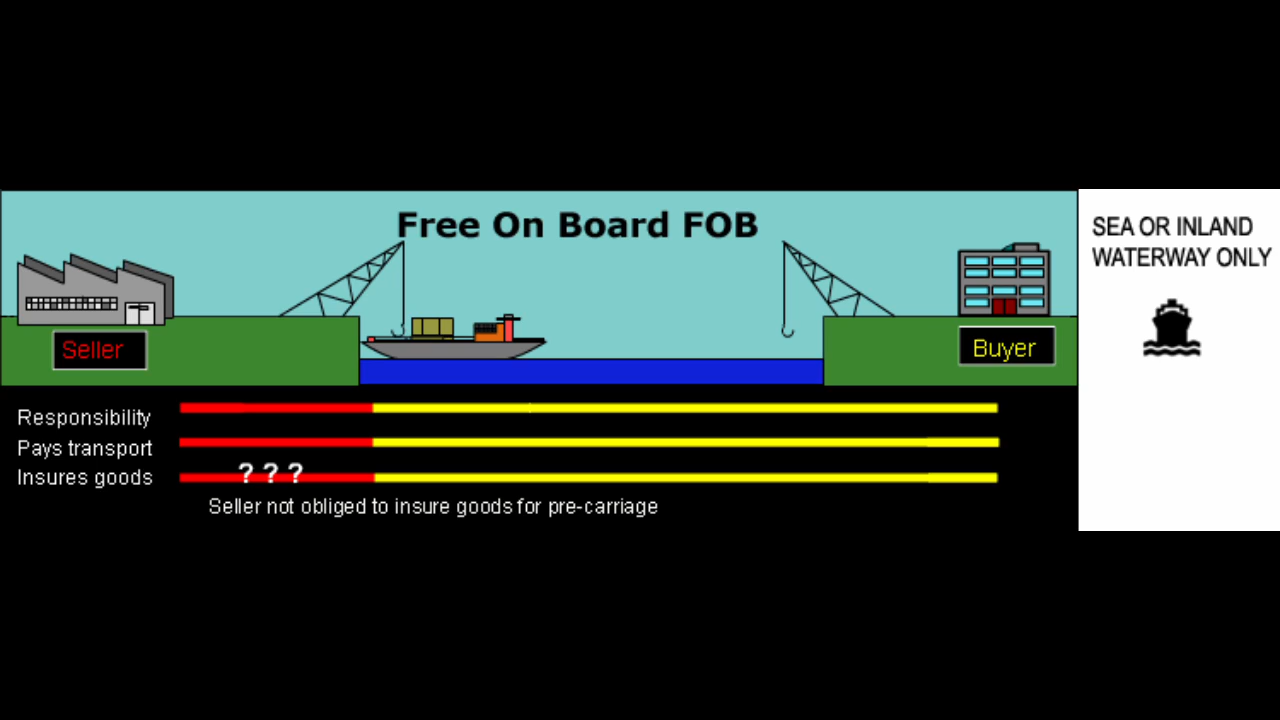 Free On Board FOB
SEA OR INLAND
WATERWAY ONLY
Seller
Buyer
Responsibility
Pays transport
Insures goods
? ? ?
Seller not obliged to insure goods for pre-carriage